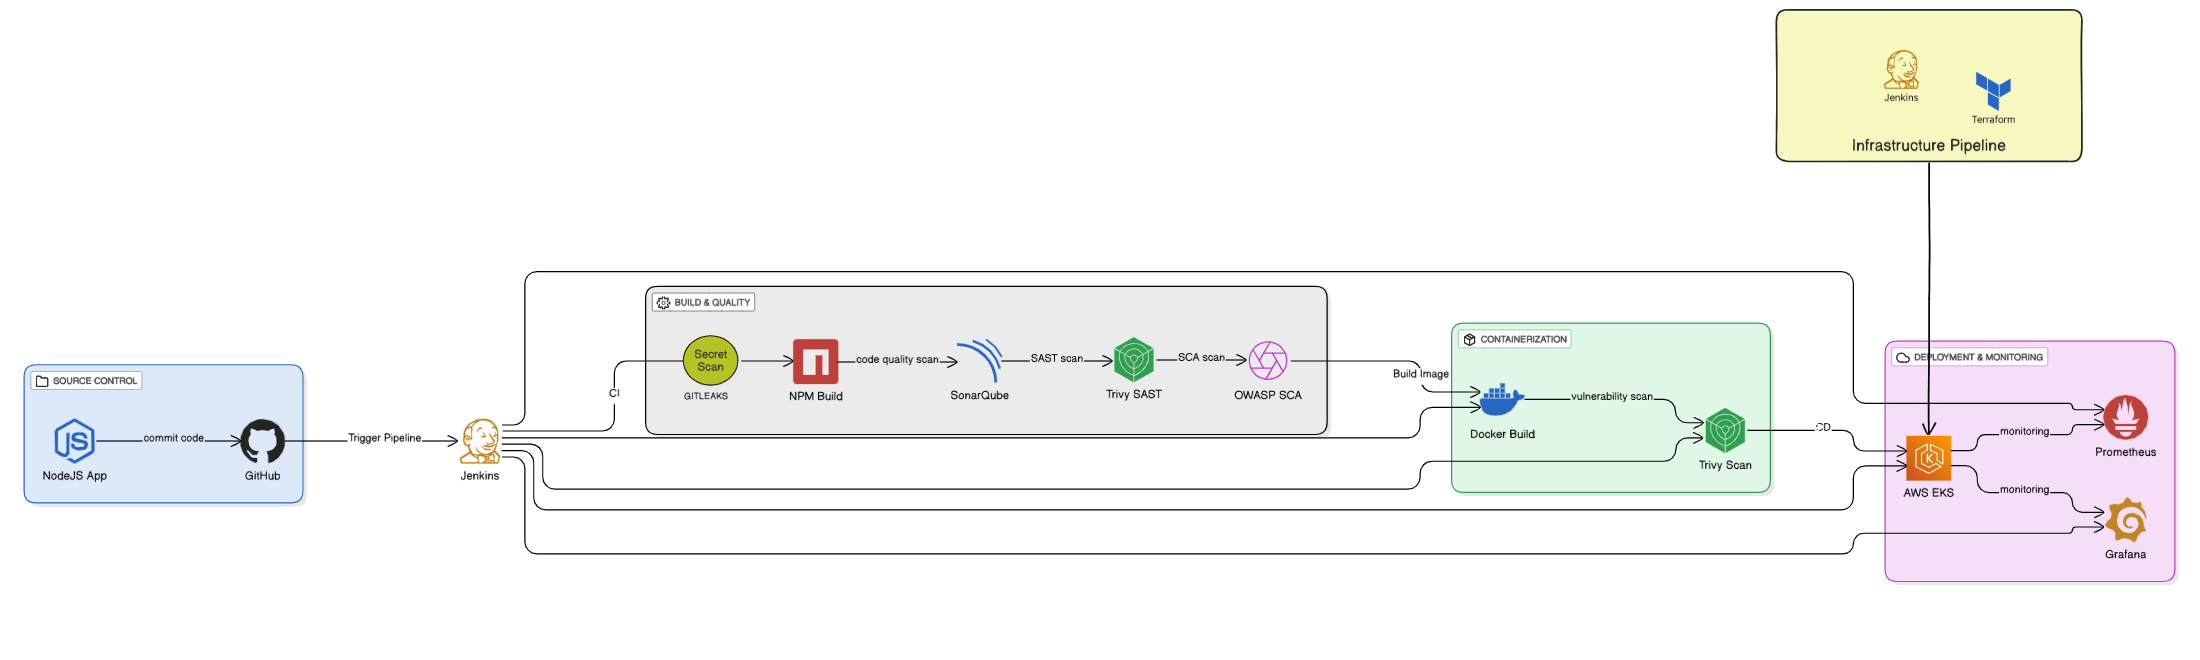 Jenkins
Terraform
Infrastructure Pipeline
SOURCE CONTROL
JS
NodeJS App
commit code
GitHub
Trigger Pipeline
Jenkins
CI
BUILD & QUALITY
Secret
Scan
GITLEAKS
NPM Build
code quality scan
SonarQube
SAST scan
Trivy SAST
SCA scan
OWASP SCA
Build Image
CONTAINERIZATION
Docker Build
vulnerability scan
Trivy Scan
CD
DEPLOYMENT & MONITORING
K
AWS EKS
monitoring
Prometheus
monitoring
Grafana